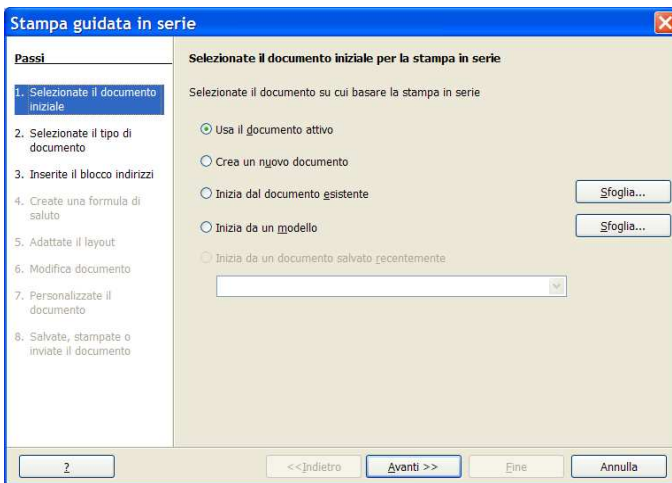 Stampa guidata in serie
Passi
1. Selezionate il documento
iniziale
2. Selezionate il tipo di
documento
3. Inserite il blocco indirizzi
4. Create una formula di
saluto
5. Adattate il layout
6. Modifica documento
7. Personalizzate il
documento
8. Salvate, stampate o
inviate il documento
Selezionate il documento iniziale per la stampa in serie
Selezionate il documento su cui basare la stampa in serie
Usa il documento attivo
Crea un nuovo documento
Inizia dal documento esistente
Sfoglia...
Inizia da un modello
Sfoglia...
Inizia da un documento salvato recentemente
?
<<Indietro
Avanti >>
Fine
Annulla